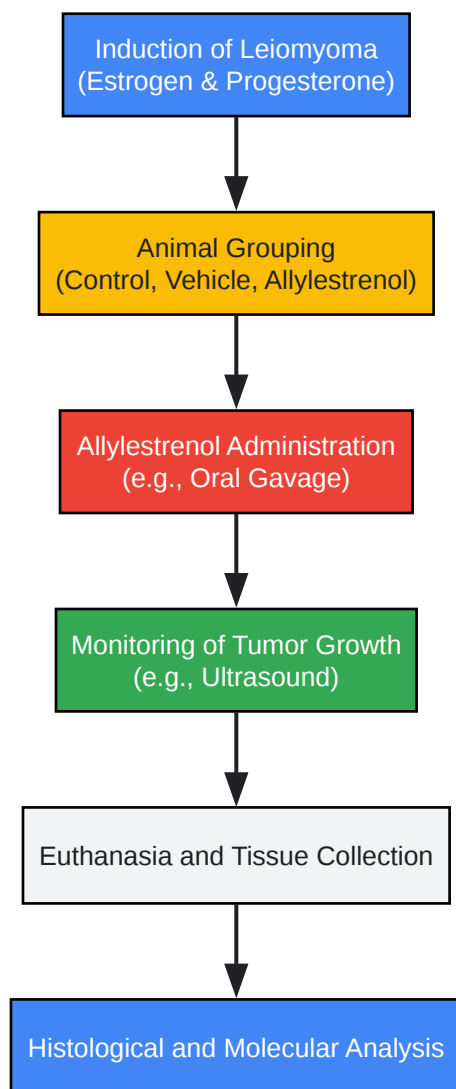 Induction of Leiomyoma
(Estrogen & Progesterone)
Animal Grouping
(Control, Vehicle, Allylestrenol)
Allylestrenol Administration
(e.g., Oral Gavage)
Monitoring of Tumor Growth
(e.g., Ultrasound)
Euthanasia and Tissue Collection
Histological and Molecular Analysis